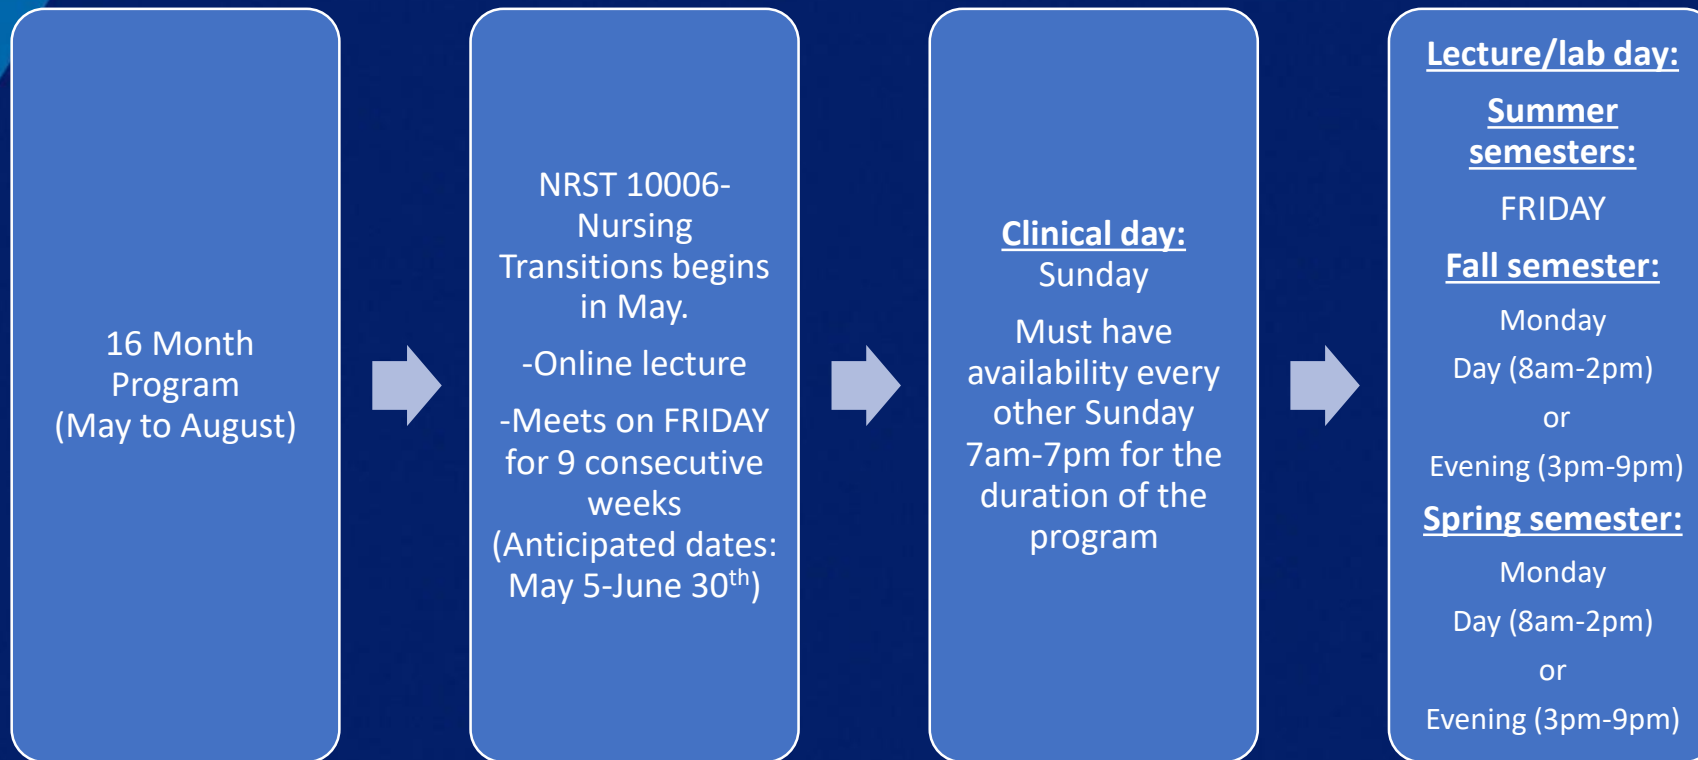 16 Month
Program
(May to August)
NRST 10006-
Nursing
Transitions begins
in May.
-Online lecture
-Meets on FRIDAY
for 9 consecutive
weeks
(Anticipated dates:
May 5-June 30th)
Clinical day:
Sunday
Must have
availability every
other Sunday
7am-7pm for the
duration of the
program
Lecture/lab day:
Summer
semesters:
FRIDAY
Fall semester:
Monday
Day (8am-2pm)
or
Evening (3pm-9pm)
Spring semester:
Monday
Day (8am-2pm)
or
Evening (3pm-9pm)